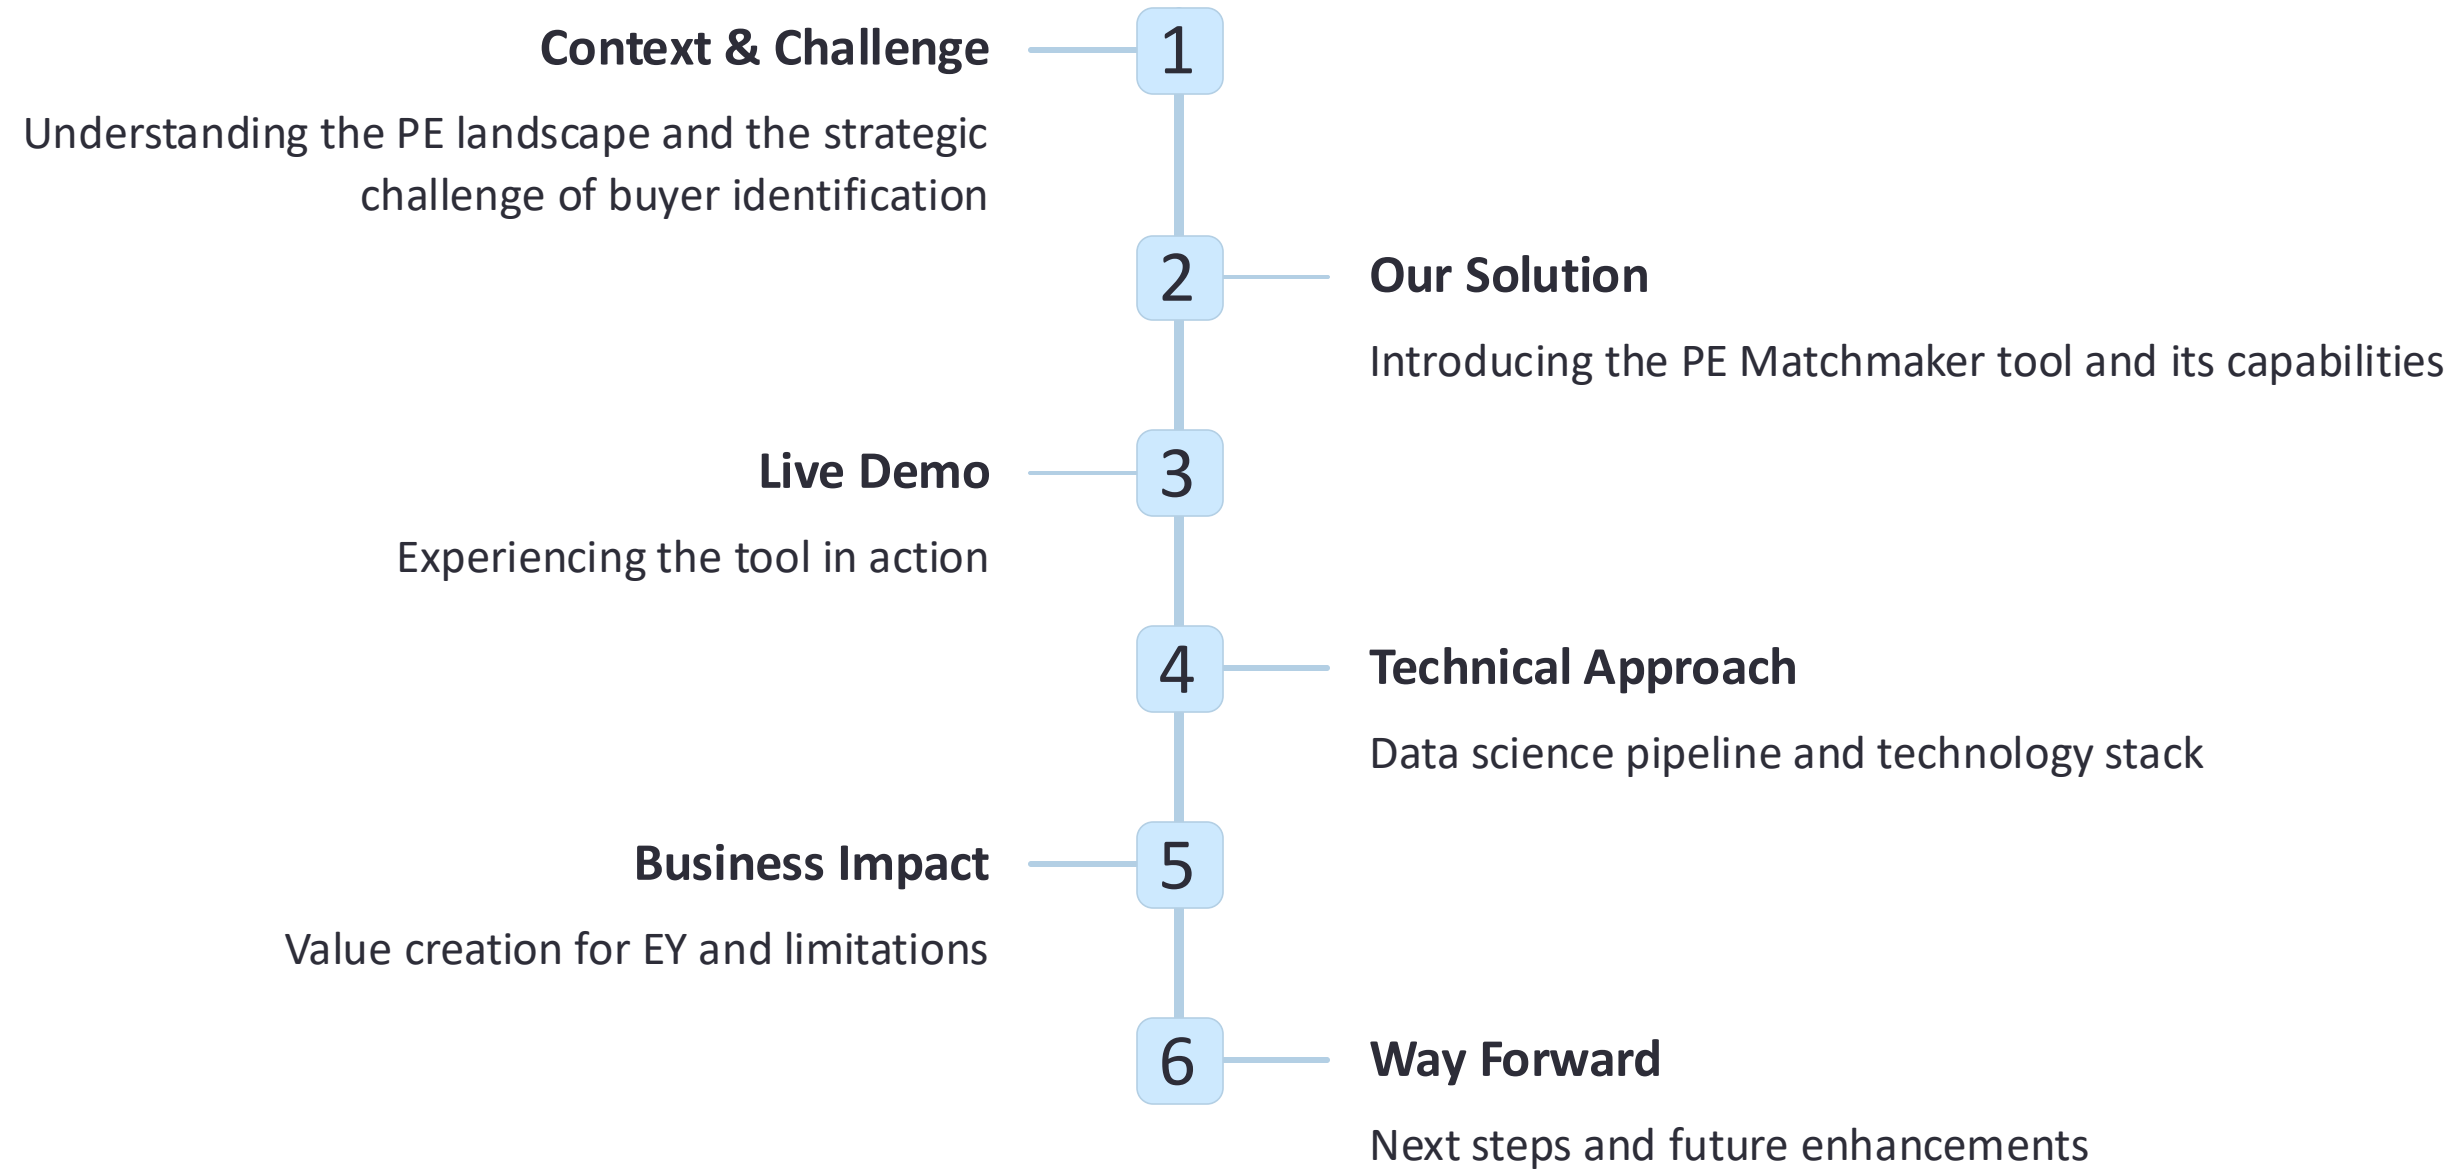 1
Context & Challenge
Understanding the PE landscape and the strategic
challenge of buyer identification
2
Our Solution
Introducing the PE Matchmaker tool and its capabilities
3
Live Demo
Experiencing the tool in action
4
Technical Approach
Data science pipeline and technology stack
5
Business Impact
Value creation for EY and limitations
6
Way Forward
Next steps and future enhancements